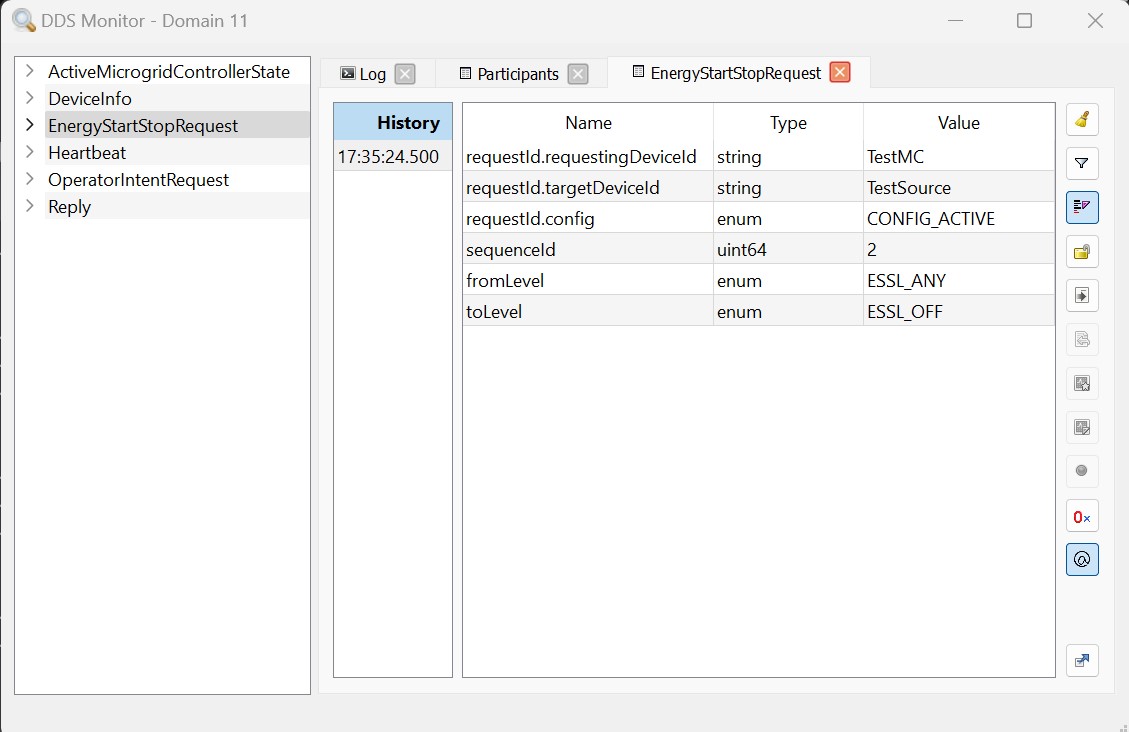 DDS Monitor - Domain 11
ActiveMicrogridControllerState
DeviceInfo
EnergyStartStopRequest
Heartbeat
OperatorIntentRequest
Reply
Log Participants EnergyStartStopRequest
History
17:35:24.500
Name Type Value
requestId.requestingDeviceId string TestMC
requestId.targetDeviceId string TestSource
requestId.config enum CONFIG_ACTIVE
sequenceId uint64 2
fromLevel enum ESSL_ANY
toLevel enum ESSL_OFF
0x
@